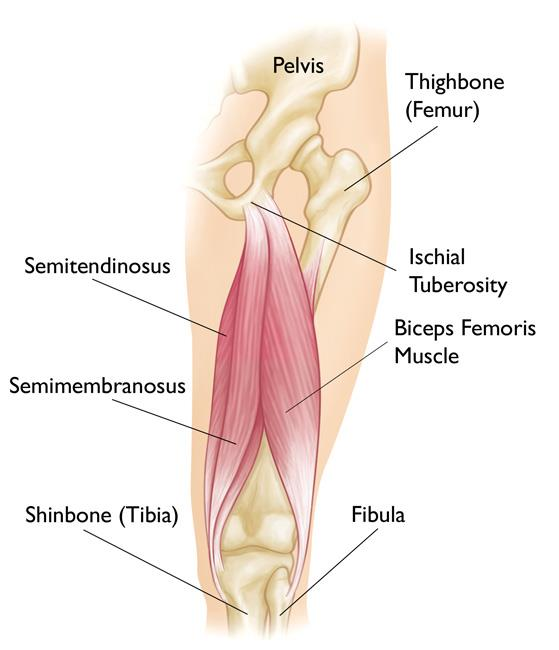 Pelvis
Thighbone
(Femur)
Semitendinosus
Ischial
Tuberosity
Biceps Femoris
Muscle
Semimembranosus
Shinbone (Tibia)
Fibula